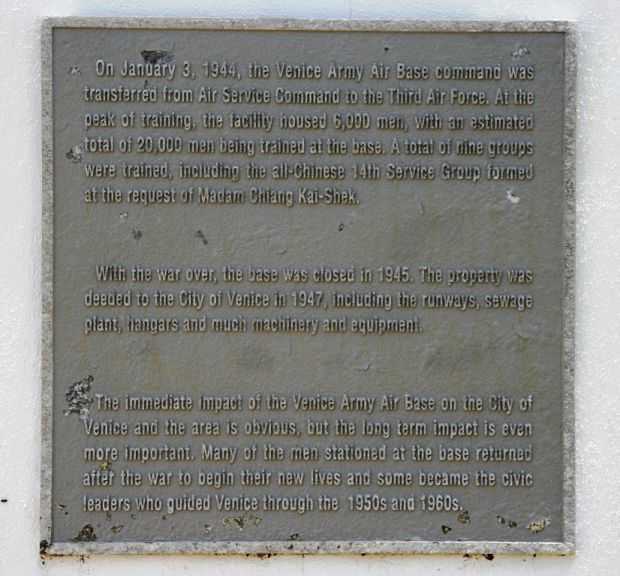 On January 3, 1944, the Venice Army Air Base command was
transferred from Air Service Command to the Third Air Force. At the
peak of training, the facility housed 6,000 men, with an estimated
total of 20,000 men being trained at the base. A total of nine groups
were trained, including the all-Chinese 14th Service Group formed
at the request of Madam Chiang Kai-Shek.
With the war over, the base was closed in 1945. The property was
deeded to the City of Venice in 1947, including the runways, sewage
plant, hangars and much machinery and equipment.
The immediate impact of the Venice Army Air Base on the City of
Venice and the area is obvious, but the long term impact is even
more important. Many of the men stationed at the base returned
after the war to begin their new lives and some became the civic
leaders who guided Venice through the 1950s and 1960s.